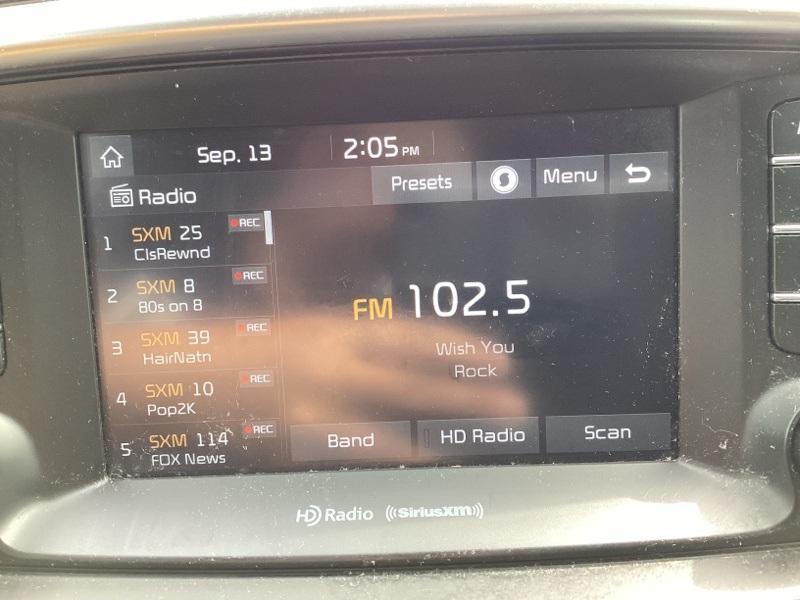 Sep. 13
2:05 PM
Radio
Presets
Menu
1 SXM 25 REC
ClsRewnd
2 SXM 8 REC
80s on 8
3 SXM 39 REC
HairNatn
4 SXM 10 REC
Pop2K
5 SXM 114 REC
FOX News
FM 102.5
Wish You
Rock
Band
HD Radio
Scan
HD Radio
((SiriusXM))